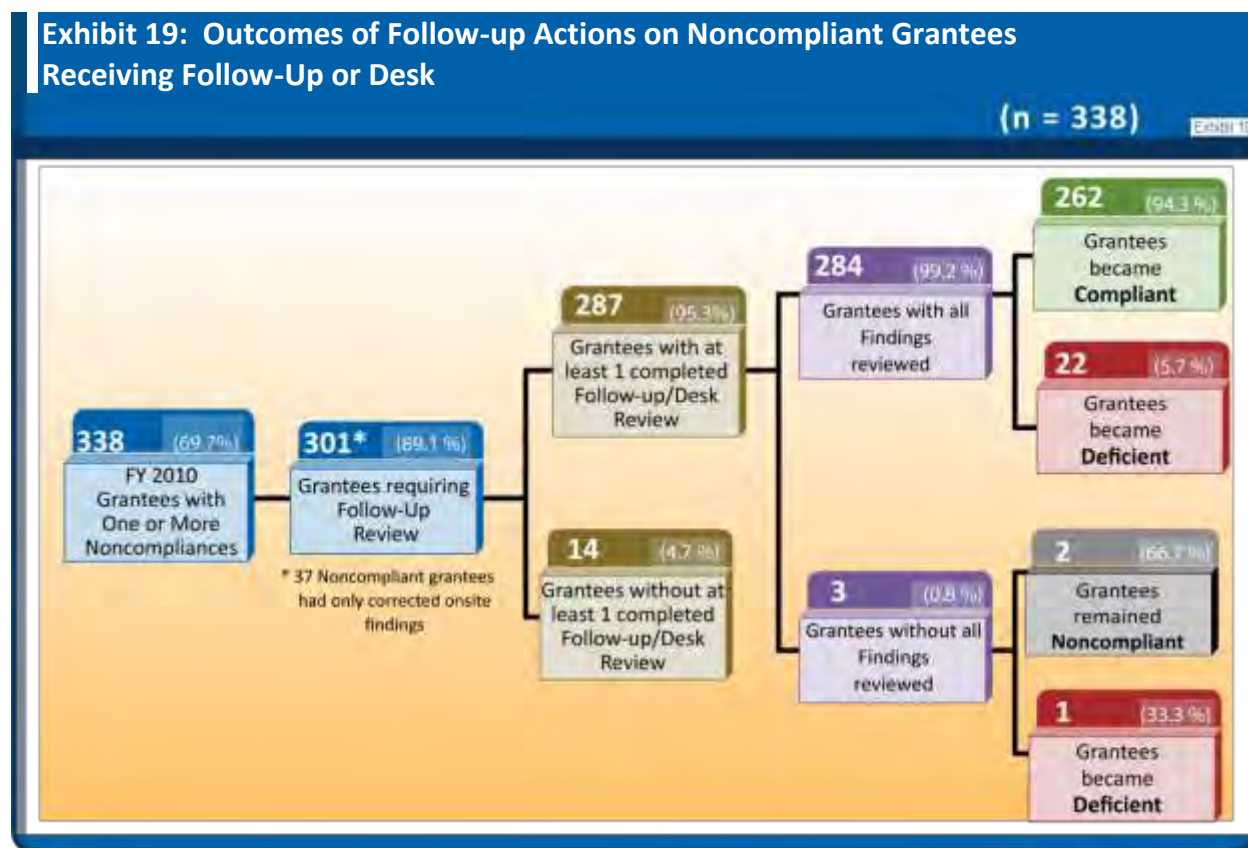 Exhibit 19: Outcomes of Follow-up Actions on Noncompliant Grantees
Receiving Follow-Up or Desk
(n = 338)
338 (69.7%)
FY 2010
Grantees with
One or More
Noncompliances
301* (89.1 %)
Grantees requiring
Follow-Up
Review
* 37 Noncompliant grantees
had only corrected onsite
findings
287 (95.3%)
Grantees with at
least 1 completed
Follow-up/Desk
Review
14 (4.7 %)
Grantees without at
least 1 completed
Follow-up/Desk
Review
284 (99.2 %)
Grantees with all
Findings
reviewed
3 (0.8 %)
Grantees without all
Findings
reviewed
262 (94.3 %)
Grantees
became
Compliant
22 (5.7 %)
Grantees
became
Deficient
2 (66.7 %)
Grantees
remained
Noncompliant
1 (33.3 %)
Grantees
became
Deficient